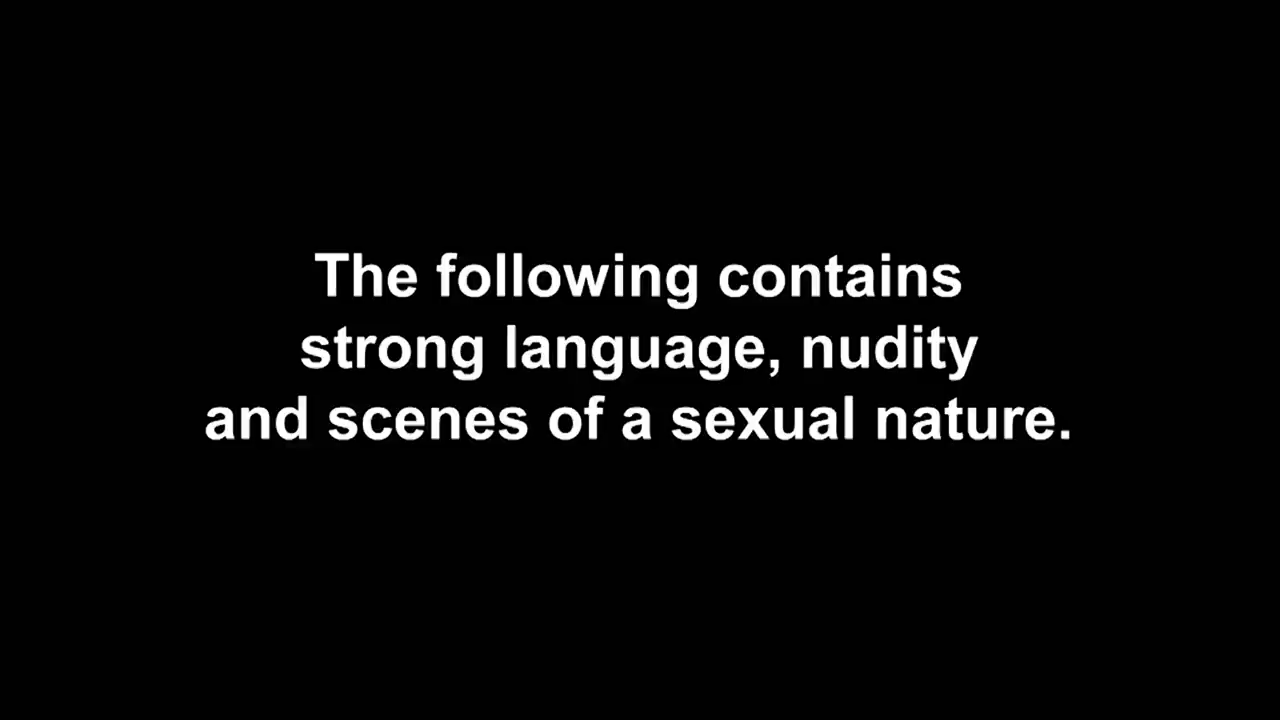 The following contains
strong language, nudity
and scenes of a sexual nature.